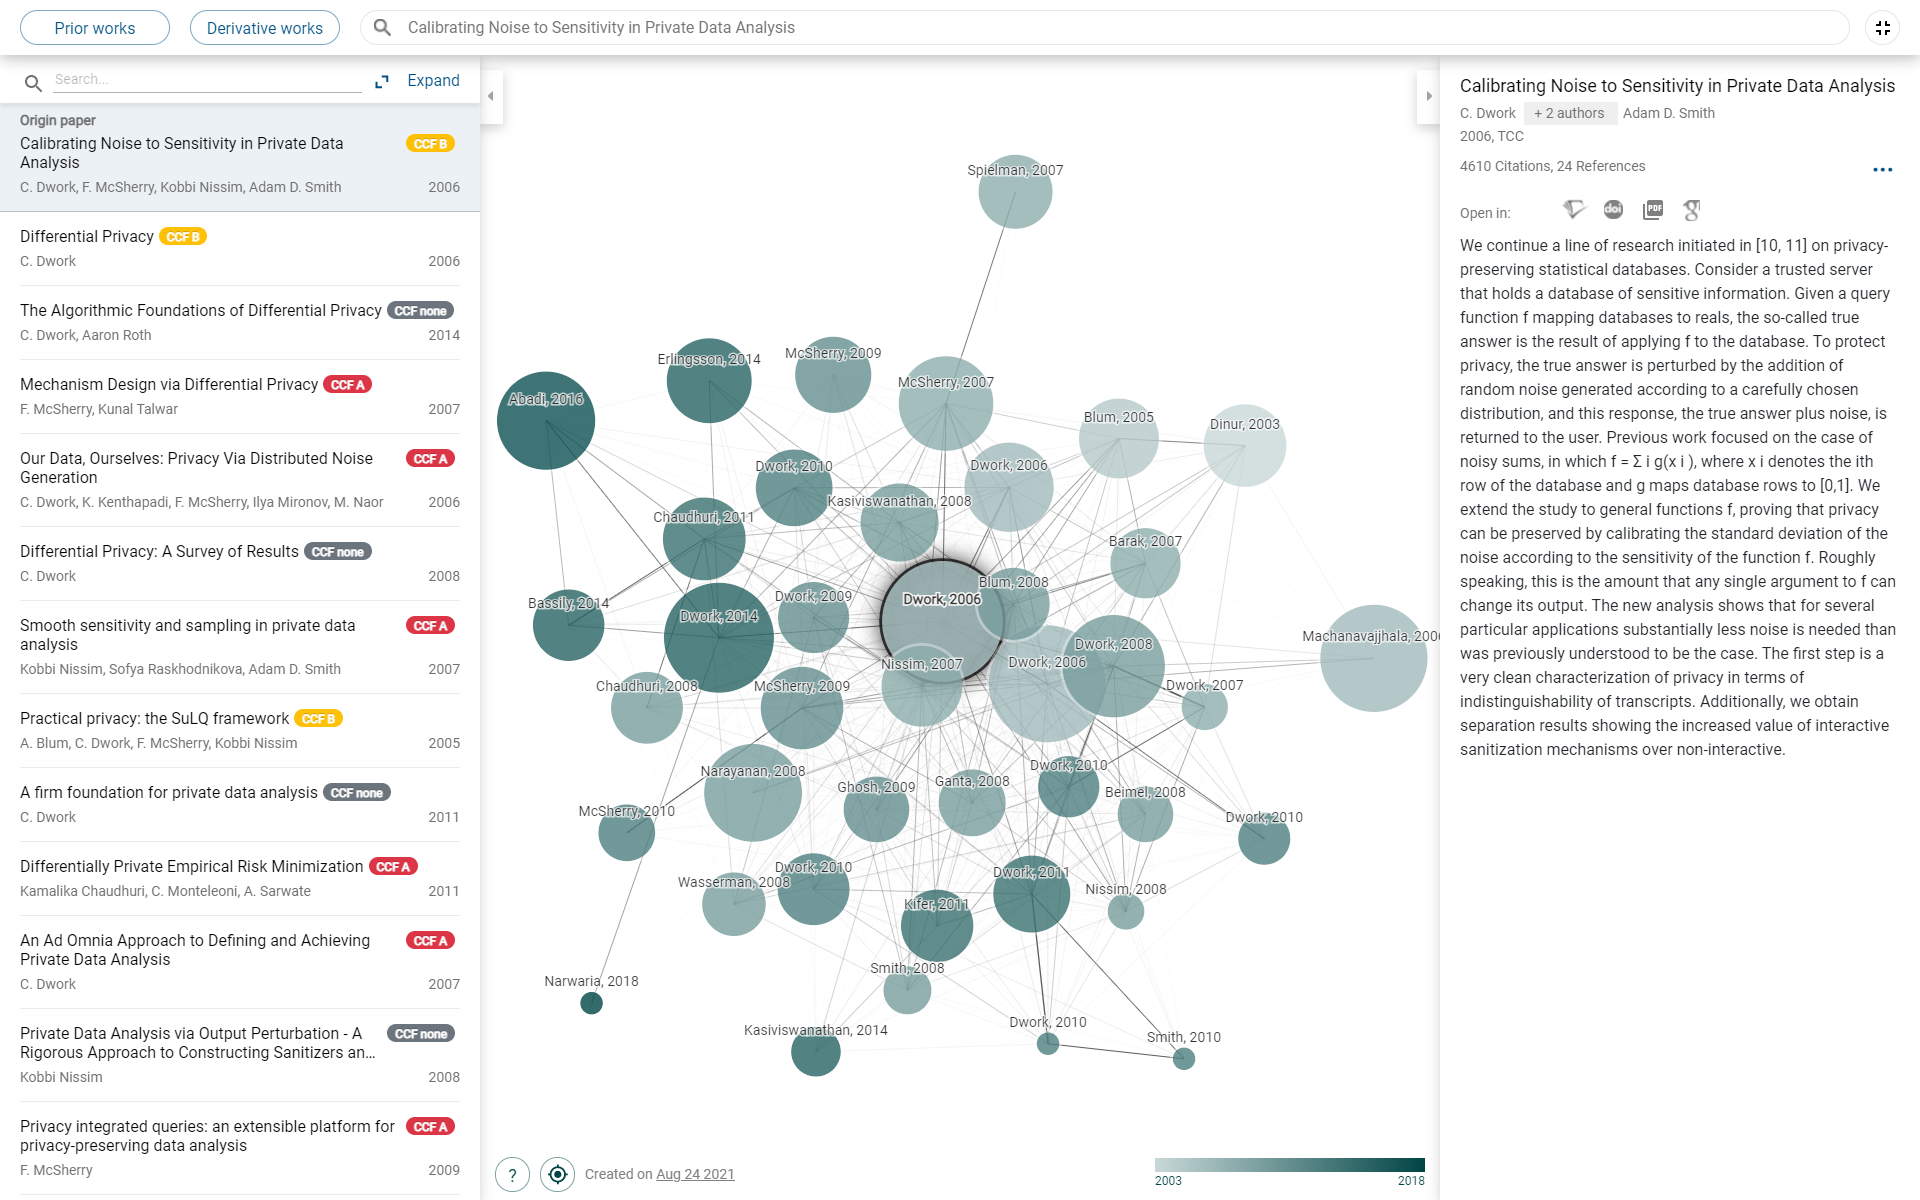 Prior works
Derivative works
Calibrating Noise to Sensitivity in Private Data Analysis
Search...
Expand
Origin paper
Calibrating Noise to Sensitivity in Private Data
Analysis
CCF B
C. Dwork, F. McSherry, Kobbi Nissim, Adam D. Smith
2006
Differential Privacy CCF B
C. Dwork
2006
The Algorithmic Foundations of Differential Privacy CCF none
C. Dwork, Aaron Roth
2014
Mechanism Design via Differential Privacy CCF A
F. McSherry, Kunal Talwar
2007
Our Data, Ourselves: Privacy Via Distributed Noise
Generation
CCF A
C. Dwork, K. Kenthapadi, F. McSherry, Ilya Mironov, M. Naor
2006
Differential Privacy: A Survey of Results CCF none
C. Dwork
2008
Smooth sensitivity and sampling in private data
analysis
CCF A
Kobbi Nissim, Sofya Raskhodnikova, Adam D. Smith
2007
Practical privacy: the SuLQ framework CCF B
A. Blum, C. Dwork, F. McSherry, Kobbi Nissim
2005
A firm foundation for private data analysis CCF none
C. Dwork
2011
Differentially Private Empirical Risk Minimization CCF A
Kamalika Chaudhuri, C. Monteleoni, A. Sarwate
2011
An Ad Omnia Approach to Defining and Achieving
Private Data Analysis
CCF A
C. Dwork
2007
Private Data Analysis via Output Perturbation - A
Rigorous Approach to Constructing Sanitizers an...
CCF none
Kobbi Nissim
2008
Privacy integrated queries: an extensible platform for
privacy-preserving data analysis
CCF A
F. McSherry
2009
Spielman, 2007
Erlingsson, 2014
McSherry, 2009
McSherry, 2007
Abadi, 2016
Blum, 2005
Dinur, 2003
Dwork, 2010
Dwork, 2006
Kasiviswanathan, 2008
Chaudhuri, 2011
Barak, 2007
Blum, 2008
Bassily, 2014
Dwork, 2009
Dwork, 2006
Dwork, 2014
Machanavajjhala, 2006
Dwork, 2008
Nissim, 2007
Dwork, 2006
Chaudhuri, 2008
McSherry, 2009
Dwork, 2007
Narayanan, 2008
Ghosh, 2009
Ganta, 2008
Dwork, 2010
Beimel, 2008
McSherry, 2010
Dwork, 2010
Wasserman, 2008
Dwork, 2010
Dwork, 2011
Nissim, 2008
Kifer, 2011
Smith, 2008
Narwaria, 2018
Kasiviswanathan, 2014
Dwork, 2010
Smith, 2010
?
Created on Aug 24 2021
2003
2018
Calibrating Noise to Sensitivity in Private Data Analysis
C. Dwork + 2 authors Adam D. Smith
2006, TCC
4610 Citations, 24 References
Open in:
doi
PDF
We continue a line of research initiated in [10, 11] on privacy-
preserving statistical databases. Consider a trusted server
that holds a database of sensitive information. Given a query
function f mapping databases to reals, the so-called true
answer is the result of applying f to the database. To protect
privacy, the true answer is perturbed by the addition of
random noise generated according to a carefully chosen
distribution, and this response, the true answer plus noise, is
returned to the user. Previous work focused on the case of
noisy sums, in which f = Σ i g(x i ), where x i denotes the ith
row of the database and g maps database rows to [0,1]. We
extend the study to general functions f, proving that privacy
can be preserved by calibrating the standard deviation of the
noise according to the sensitivity of the function f. Roughly
speaking, this is the amount that any single argument to f can
change its output. The new analysis shows that for several
particular applications substantially less noise is needed than
was previously understood to be the case. The first step is a
very clean characterization of privacy in terms of
indistinguishability of transcripts. Additionally, we obtain
separation results showing the increased value of interactive
sanitization mechanisms over non-interactive.